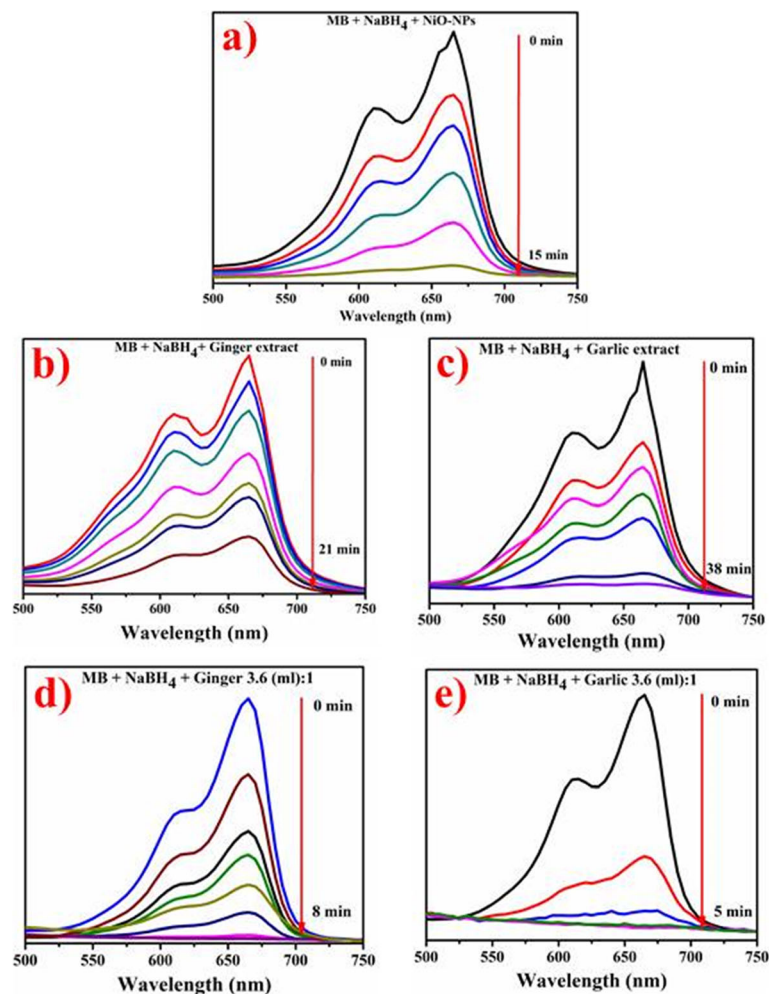 a)
MB + NaBH4 + NiO-NPs
0 min
15 min
500 550 600 650 700 750
Wavelength (nm)
b)
MB + NaBH4+ Ginger extract
0 min
21 min
500 550 600 650 700 750
Wavelength (nm)
c)
MB + NaBH4 + Garlic extract
0 min
38 min
500 550 600 650 700 750
Wavelength (nm)
d)
MB + NaBH4 + Ginger 3.6 (ml):1
0 min
8 min
500 550 600 650 700 750
Wavelength (nm)
e)
MB + NaBH4 + Garlic 3.6 (ml):1
0 min
5 min
500 550 600 650 700 750
Wavelength (nm)